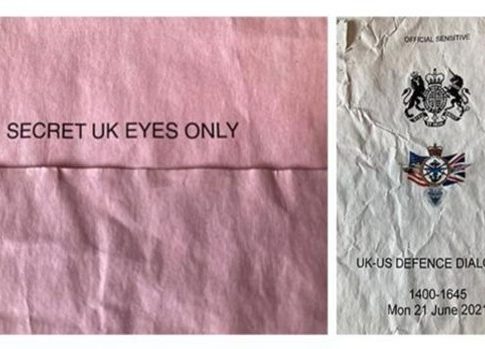 SECRET UK EYES ONLY
OFFICIAL SENSITIVE
UK-US DEFENCE DIALO
1400-1645
Mon 21 June 2021